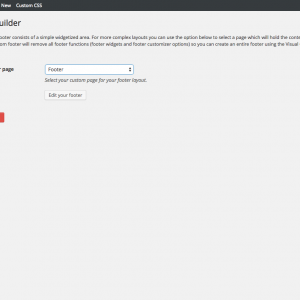 New Custom CSS
uilder
ooter consists of a simple widgetized area. For more complex layouts you can use the option below to select a page which will hold the conte
om footer will remove all footer functions (footer widgets and footer customizer options) so you can create an entire footer using the Visual
r page
Footer
Select your custom page for your footer layout.
Edit your footer